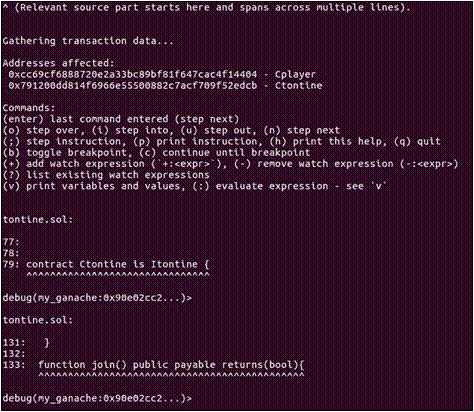 ^ (Relevant source part starts here and spans across multiple lines).
Gathering transaction data...
Addresses affected:
0xcc69cf6888720e2a33bc89bf81f647cac4f14404 - Cplayer
0x791200dd814f6966e55500882c7acf709f52edcb - Ctontine
Commands:
(enter) last command entered (step next)
(o) step over, (i) step into, (u) step out, (n) step next
(;) step instruction, (p) print instruction, (h) print this help, (q) quit
(b) toggle breakpoint, (c) continue until breakpoint
(+) add watch expression (`+:<expr>`), (-) remove watch expression (-:<expr>)
(?) list existing watch expressions
(v) print variables and values, (:) evaluate expression - see `v`
tontine.sol:
77:
78:
79: contract Ctontine is Itontine {
^^^^^^^^^^^^^^^^^^^^^^^^^^^^^^^
debug(my_ganache:0x90e02cc2...)>
tontine.sol:
131:   }
132:
133:  function join() public payable returns(bool){
^^^^^^^^^^^^^^^^^^^^^^^^^^^^^^^^^^^^^^^^^^^^^
debug(my_ganache:0x90e02cc2...)>